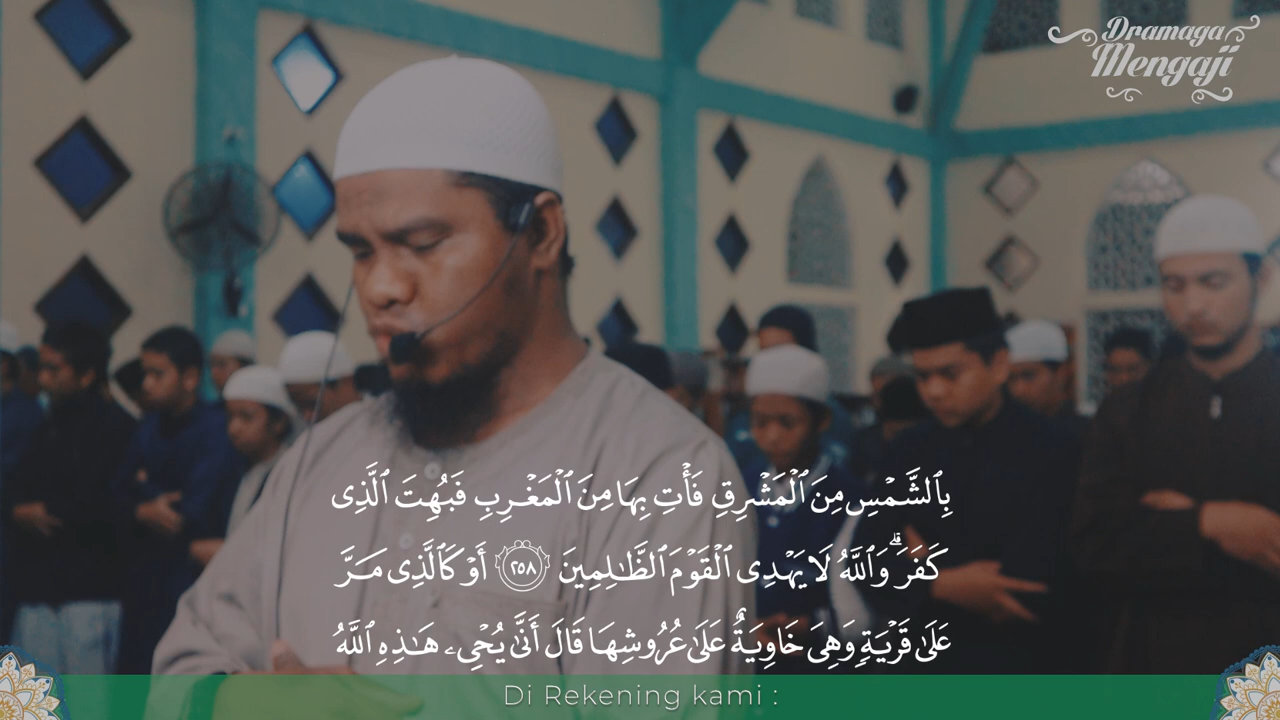 Dramaga
Mengaji
بِٱلشَّمۡسِ مِنَ ٱلۡمَشۡرِقِ فَأۡتِ بِهَا مِنَ ٱلۡمَغۡرِبِ فَبُهِتَ ٱلَّذِى
كَفَرَۗ وَٱللَّهُ لَا يَهۡدِى ٱلۡقَوۡمَ ٱلظَّـٰلِمِينَ ٢٥٨ أَوۡ كَٱلَّذِى مَرَّ
عَلَىٰ قَرۡيَةٍ وَهِىَ خَاوِيَةٌ عَلَىٰ عُرُوشِهَا قَالَ أَنَّىٰ يُحۡىِۦ هَـٰذِهِ ٱللَّهُ
Di Rekening kami :